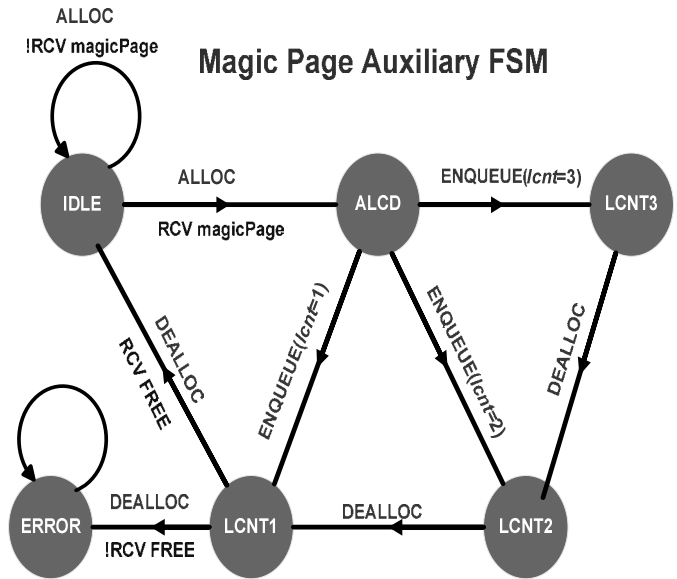 ALLOC
!RCV magicPage
Magic Page Auxiliary FSM
IDLE
ALLOC
RCV magicPage
ALCD
ENQUEUE(lcnt=3)
LCNT3
DEALLOC
RCV FREE
ENQUEUE(lcnt=1)
ENQUEUE(lcnt=2)
DEALLOC
ERROR
DEALLOC
!RCV FREE
LCNT1
DEALLOC
LCNT2